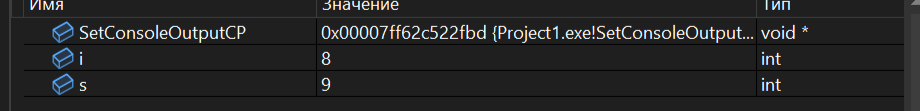 Имя Значение Тип
SetConsoleOutputCP 0x00007ff62c522fbd {Project1.exe!SetConsoleOutput... void *
i 8 int
s 9 int